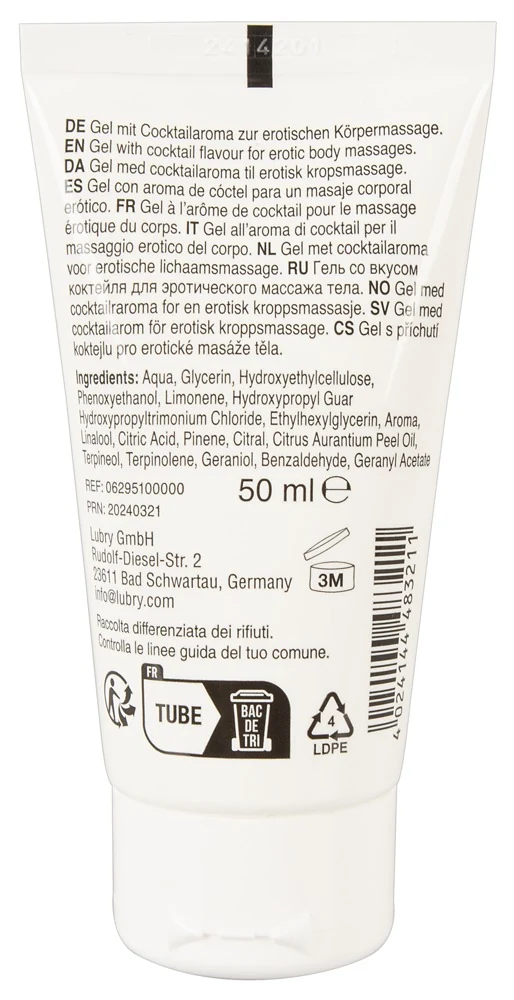 2414201
DE Gel mit Cocktailaroma zur erotischen Körpermassage.
EN Gel with cocktail flavour for erotic body massages.
DA Gel med cocktailaroma til erotisk kropsmassage.
ES Gel con aroma de cóctel para un masaje corporal
erótico. FR Gel à l'arôme de cocktail pour le massage
érotique du corps. IT Gel all'aroma di cocktail per il
massaggio erotico del corpo. NL Gel met cocktailaroma
voor erotische lichaamsmassage. RU Гель со вкусом
коктейля для эротического массажа тела. NO Gel med
cocktailraroma for en erotisk kroppsmassasje. SV Gel med
cocktailarom för erotisk kroppsmassage. CS Gel s příchutí
koktejlu pro erotické masáže těla.
Ingredients: Aqua, Glycerin, Hydroxyethylcellulose,
Phenoxyethanol, Limonene, Hydroxypropyl Guar
Hydroxypropyltrimonium Chloride, Ethylhexylglycerin, Aroma,
Linalool, Citric Acid, Pinene, Citral, Citrus Aurantium Peel Oil,
Terpineol, Terpinolene, Geraniol, Benzaldehyde, Geranyl Acetate
REF: 06295100000
PRN: 20240321
50 ml ℮
Lubry GmbH
Rudolf-Diesel-Str. 2
23611 Bad Schwartau, Germany
info@lubry.com
3M
Raccolta differenziata dei rifiuti.
Controlla le linee guida del tuo comune.
FR
TUBE
BAC
DE
TRI
4
LDPE
4 024144 483211